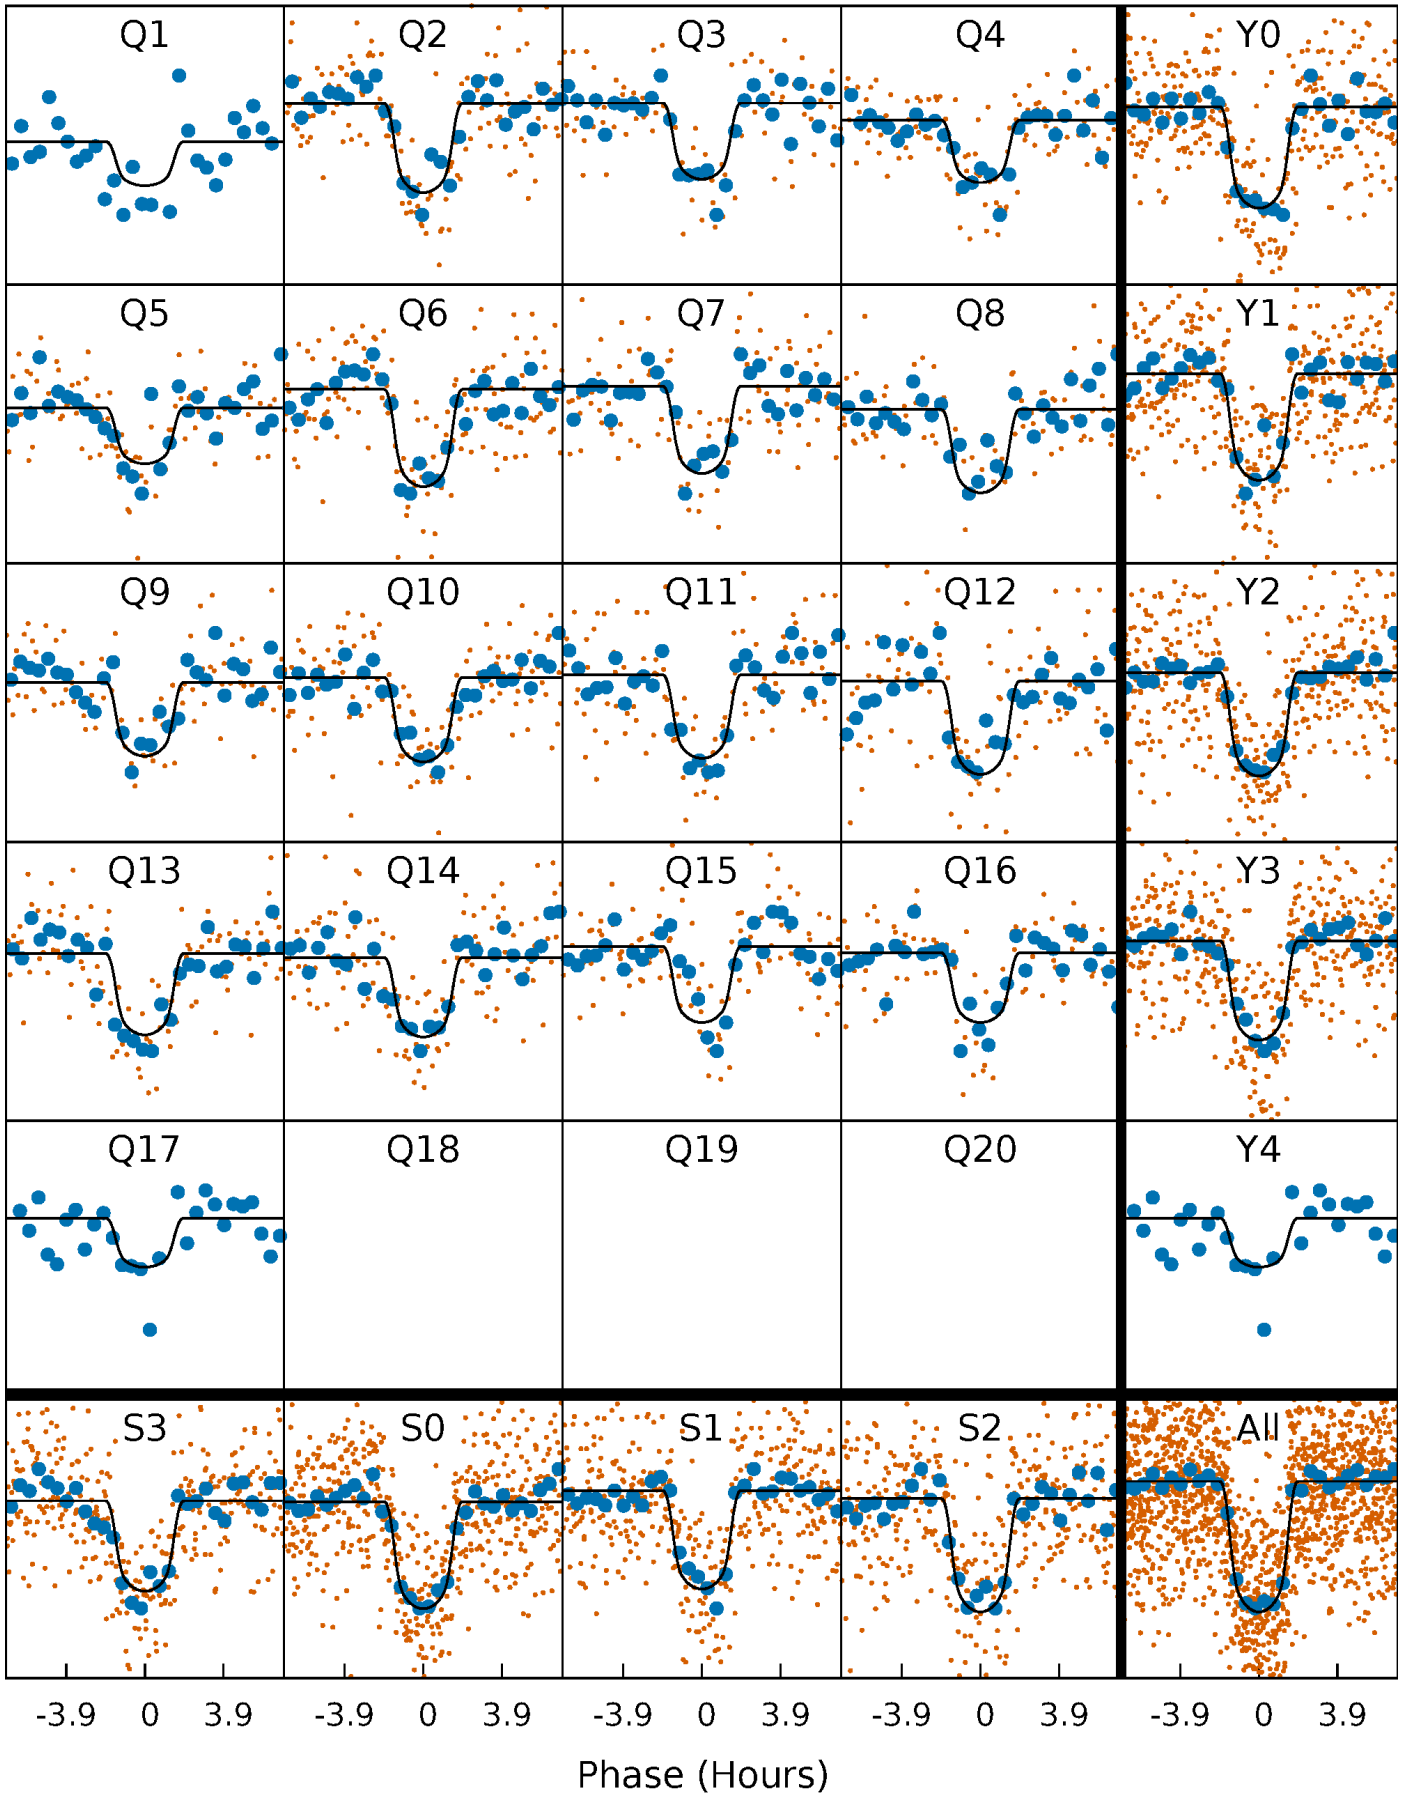 Q1 Q2 Q3 Q4 Y0
Q5 Q6 Q7 Q8 Y1
Q9 Q10 Q11 Q12 Y2
Q13 Q14 Q15 Q16 Y3
Q17 Q18 Q19 Q20 Y4
S3 S0 S1 S2 All
-3.9 0 3.9 -3.9 0 3.9 -3.9 0 3.9 -3.9 0 3.9 -3.9 0 3.9
Phase (Hours)